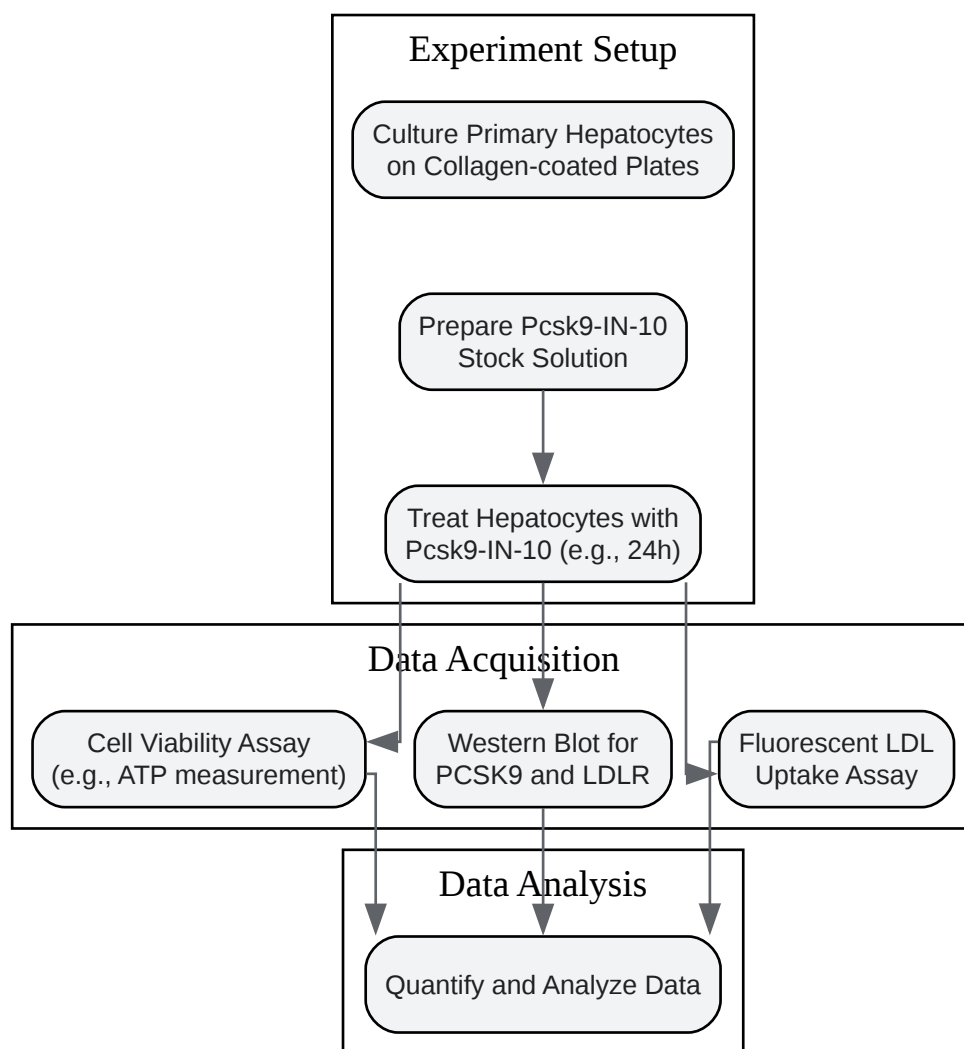 Experiment Setup
Culture Primary Hepatocytes
on Collagen-coated Plates
Prepare Pcsk9-IN-10
Stock Solution
Treat Hepatocytes with
Pcsk9-IN-10 (e.g., 24h)
Data Acquisition
Cell Viability Assay
(e.g., ATP measurement)
Western Blot for
PCSK9 and LDLR
Fluorescent LDL
Uptake Assay
Data Analysis
Quantify and Analyze Data